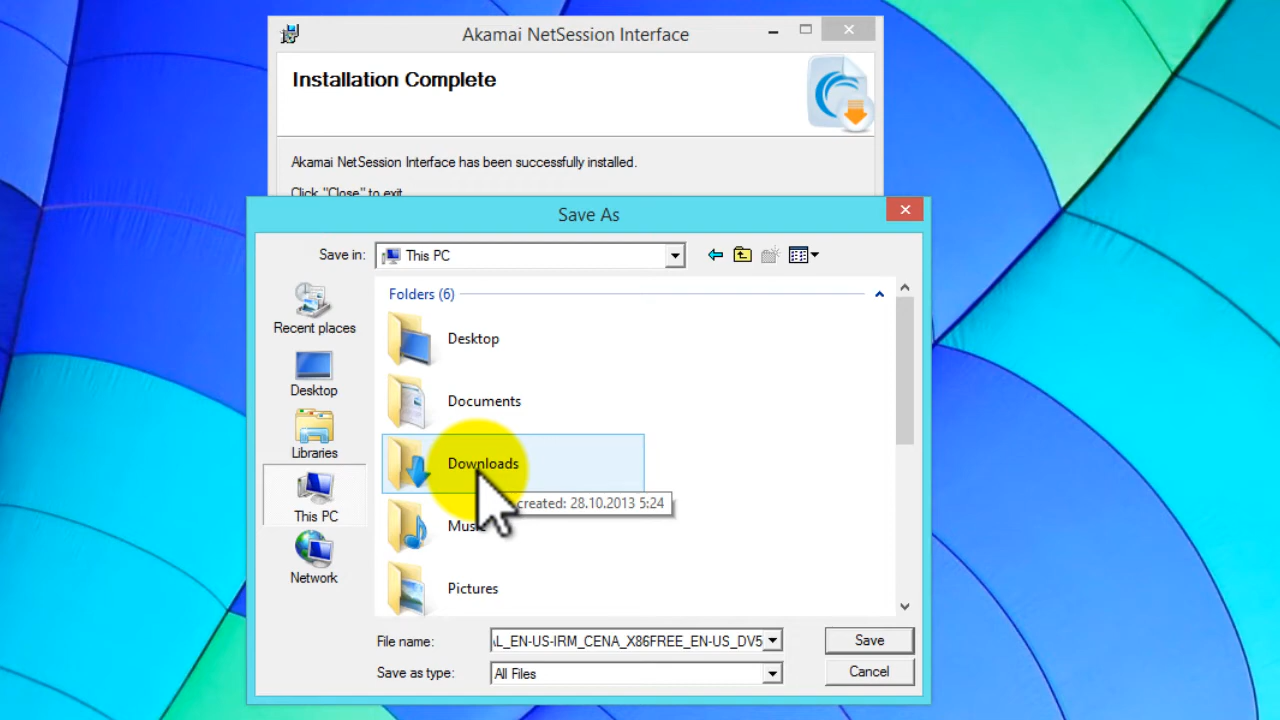 Akamai NetSession Interface
Installation Complete
Akamai NetSession Interface has been successfully installed.
Click "Close" to exit.
Save As
Save in:
This PC
Folders (6)
Recent places
Desktop
Libraries
This PC
Network
Desktop
Documents
Downloads
created: 28.10.2013 5:24
Music
Pictures
File name:
L_EN-US-IRM_CENA_X86FREE_EN-US_DV5
Save
Save as type:
All Files
Cancel